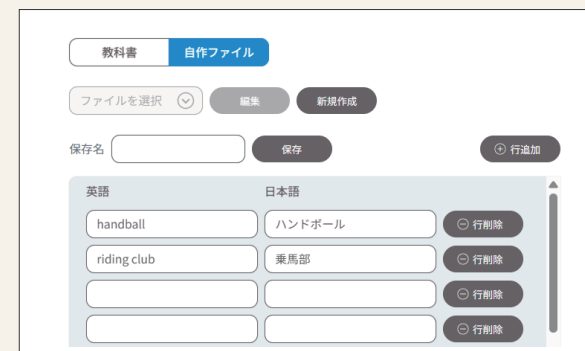 教科書 自作ファイル
ファイルを選択 編集 新規作成
保存名 保存 行追加
英語 日本語
handball ハンドボール 行削除
riding club 乗馬部 行削除
行削除
行削除